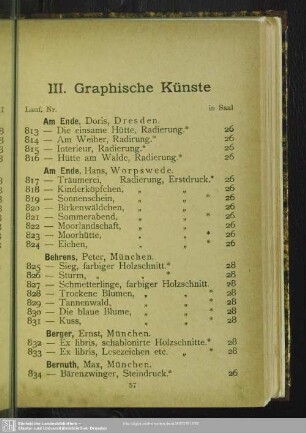 III. Graphische Künste
Lauf. Nr. in Saal
Am Ende, Doris, Dresden.
813 — Die einsame Hütte, Radierung.* 26
814 — Am Weiher, Radirung.* 26
815 — Interieur, Radierung.* 26
816 — Hütte am Walde, Radierung.* 26
Am Ende, Hans, Worpswede.
817 — Träumerei, Radierung, Erstdruck.* 26
818 — Kinderköpfchen, „ „ 26
819 — Sonnenschein, „ „ * 26
820 — Birkenwäldchen, „ „ 26
821 — Sommerabend, „ „ * 26
822 — Moorlandschaft, „ „ 26
823 — Moorhütte, „ „ * 26
824 — Eichen, „ „ * 26
Behrens, Peter, München.
825 — Sieg, farbiger Holzschnitt.* 28
826 — Sturm, „ „ * 28
827 — Schmetterlinge, farbiger Holzschnitt. 28
828 — Trockene Blumen, „ „ * 28
829 — Tannenwald, „ „ * 28
830 — Die blaue Blume, „ „ * 28
831 — Kuss, „ „ * 28
Berger, Ernst, München.
832 — Ex libris, schablonirte Holzschnitte.* 28
833 — Ex libris, Lesezeichen etc. „ * 28
Bernuth, Max, München.
834 — Bärenzwinger, Steindruck.* 26
57